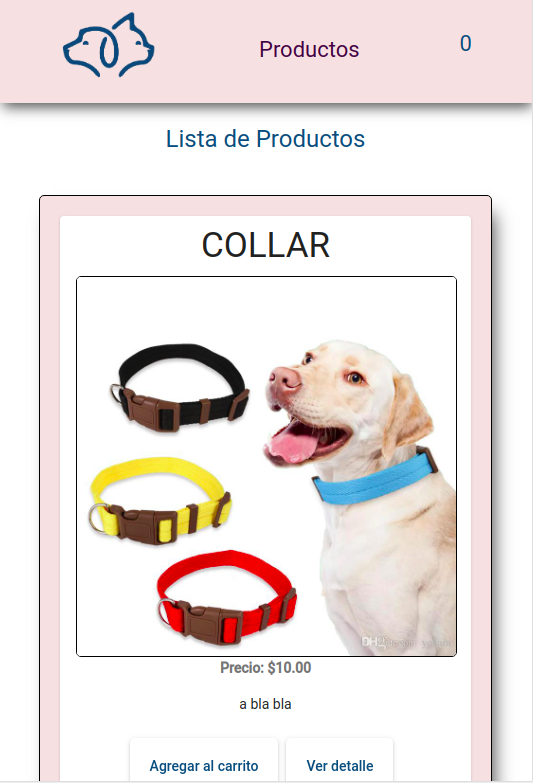 Productos
0
Lista de Productos
COLLAR
Precio: $10.00
a bla bla
Agregar al carrito
Ver detalle